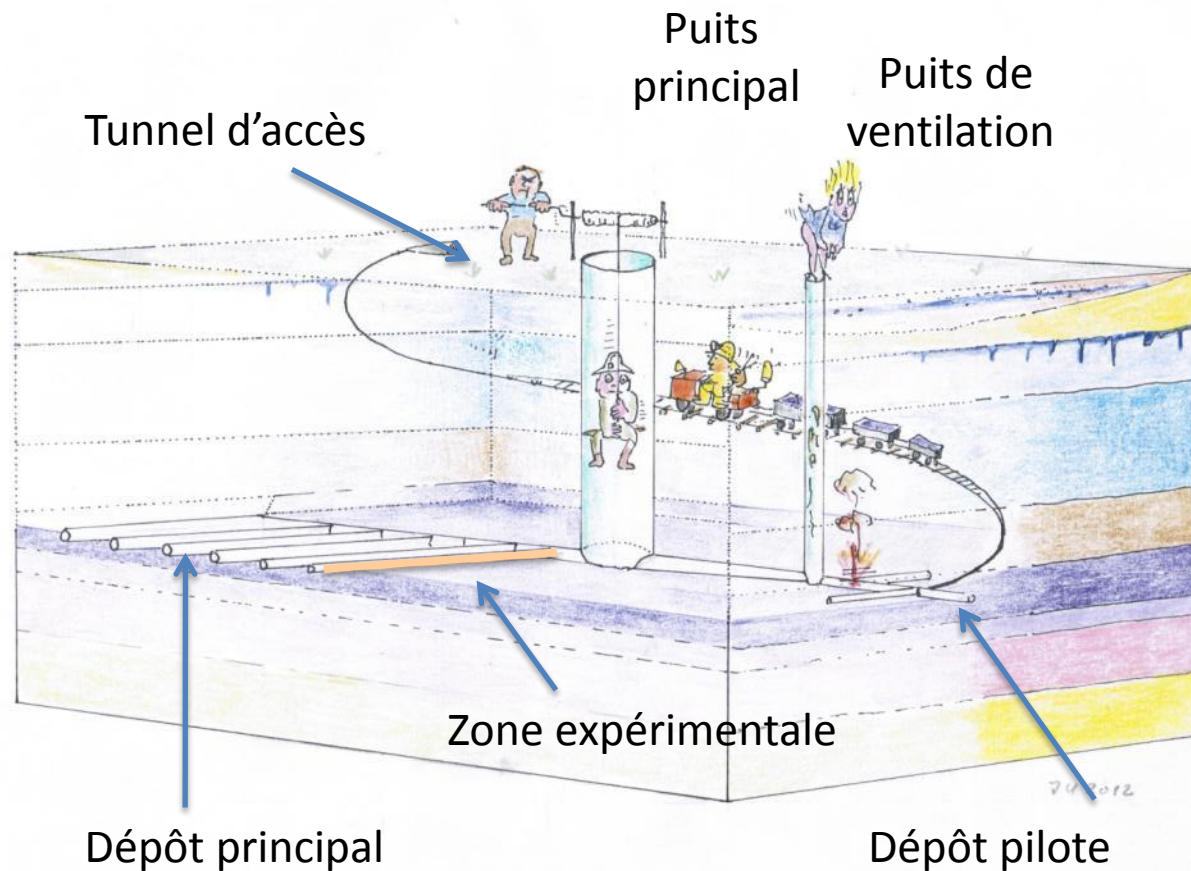 Puits
principal
Puits de
ventilation
Tunnel d'accès
Zone expérimentale
Dépôt principal
Dépôt pilote